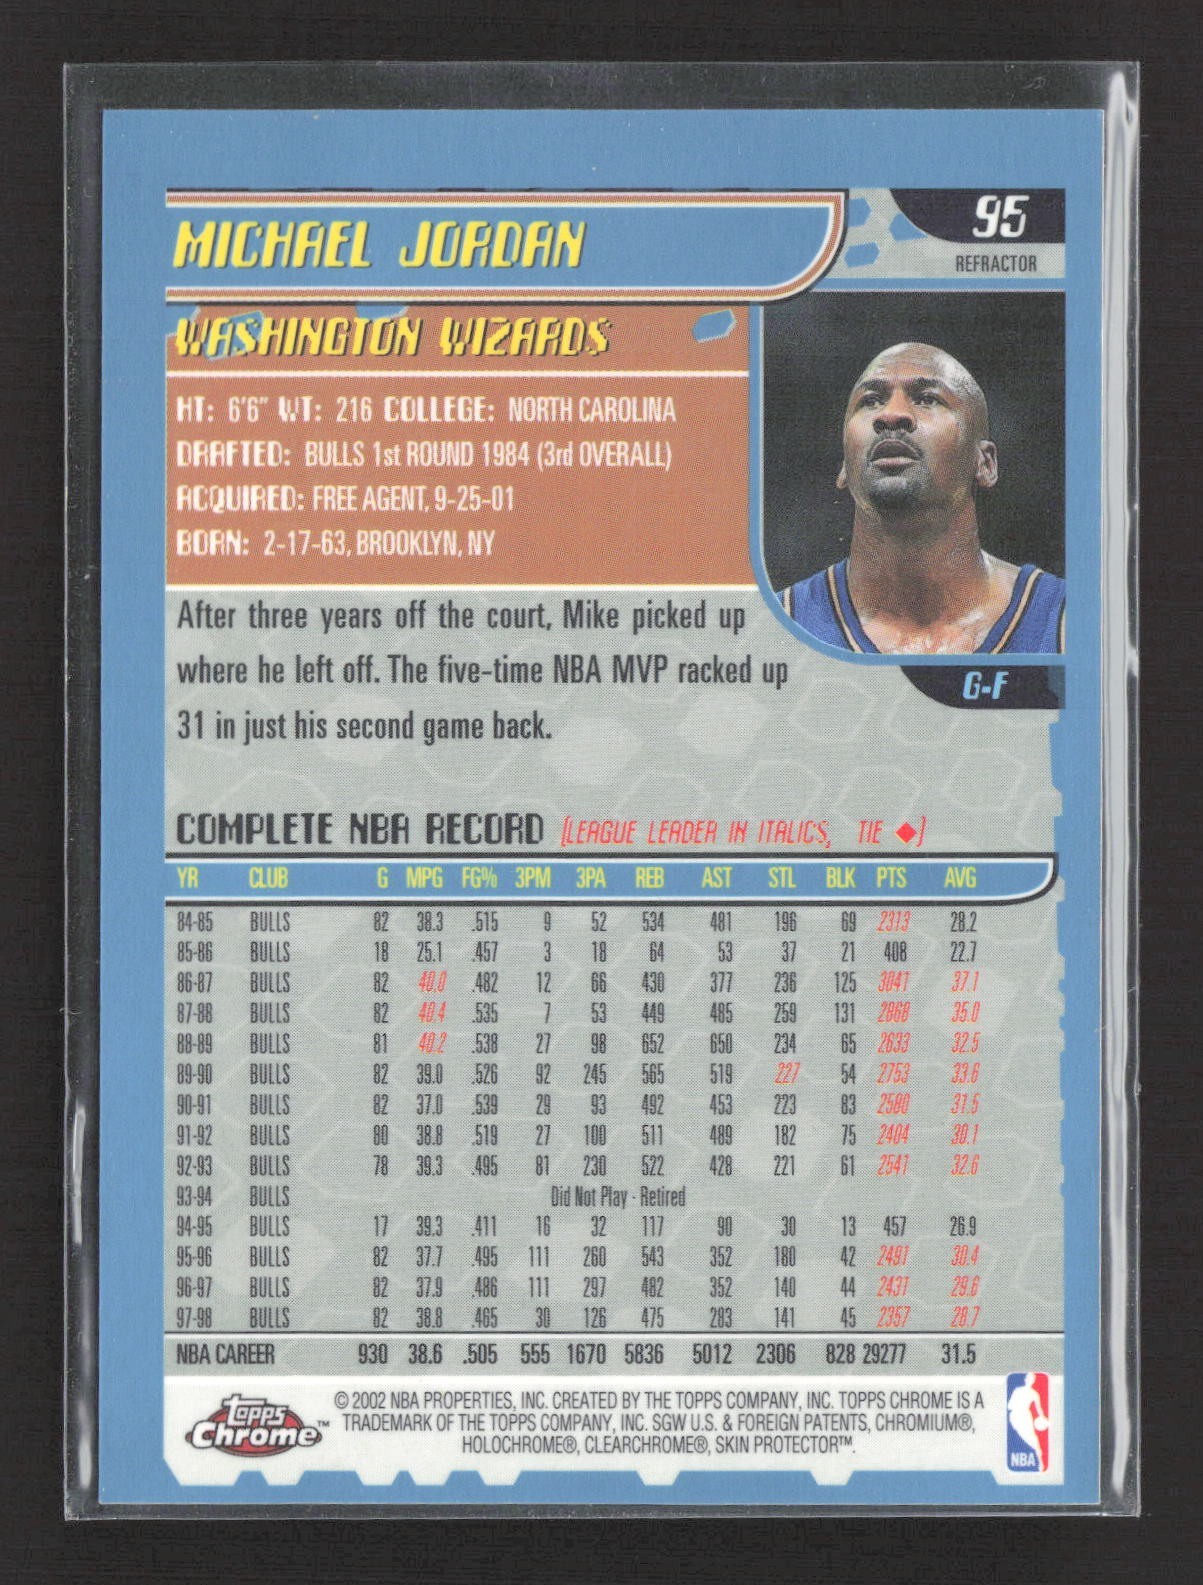 95
REFRACTOR
MICHAEL JORDAN
WASHINGTON WIZARDS
HT: 6'6" WT: 216 COLLEGE: NORTH CAROLINA
DRAFTED: BULLS 1st ROUND 1984 (3rd OVERALL)
ACQUIRED: FREE AGENT, 9-25-01
BORN: 2-17-63, BROOKLYN, NY
After three years off the court, Mike picked up
where he left off. The five-time NBA MVP racked up
31 in just his second game back.
G-F
COMPLETE NBA RECORD (LEAGUE LEADER IN ITALICS, TIE ◆)
YR CLUB G MPG FG% 3PM 3PA REB AST STL BLK PTS AVG
84-85 BULLS 82 38.3 .515 9 52 534 481 196 69 2313 28.2
85-86 BULLS 18 25.1 .457 3 18 64 53 37 21 408 22.7
86-87 BULLS 82 40.0 .482 12 66 430 377 236 125 3041 37.1
87-88 BULLS 82 40.4 .535 7 53 449 485 259 131 2868 35.0
88-89 BULLS 81 40.2 .538 27 98 652 650 234 65 2633 32.5
89-90 BULLS 82 39.0 .526 92 245 565 519 227 54 2753 33.6
90-91 BULLS 82 37.0 .539 29 93 492 453 223 83 2580 31.5
91-92 BULLS 80 38.8 .519 27 100 511 489 182 75 2404 30.1
92-93 BULLS 78 39.3 .495 81 230 522 428 221 61 2541 32.6
93-94 BULLS Did Not Play - Retired
94-95 BULLS 17 39.3 .411 16 32 117 90 30 13 457 26.9
95-96 BULLS 82 37.7 .495 111 260 543 352 180 42 2491 30.4
96-97 BULLS 82 37.9 .486 111 297 482 352 140 44 2431 29.6
97-98 BULLS 82 38.8 .465 30 126 475 283 141 45 2357 28.7
NBA CAREER 930 38.6 .505 555 1670 5836 5012 2306 828 29277 31.5
topps Chrome™
© 2002 NBA PROPERTIES, INC. CREATED BY THE TOPPS COMPANY, INC. TOPPS CHROME IS A
TRADEMARK OF THE TOPPS COMPANY, INC. SGW U.S. & FOREIGN PATENTS, CHROMIUM®,
HOLOCHROME®, CLEARCHROME®, SKIN PROTECTOR™.
NBA